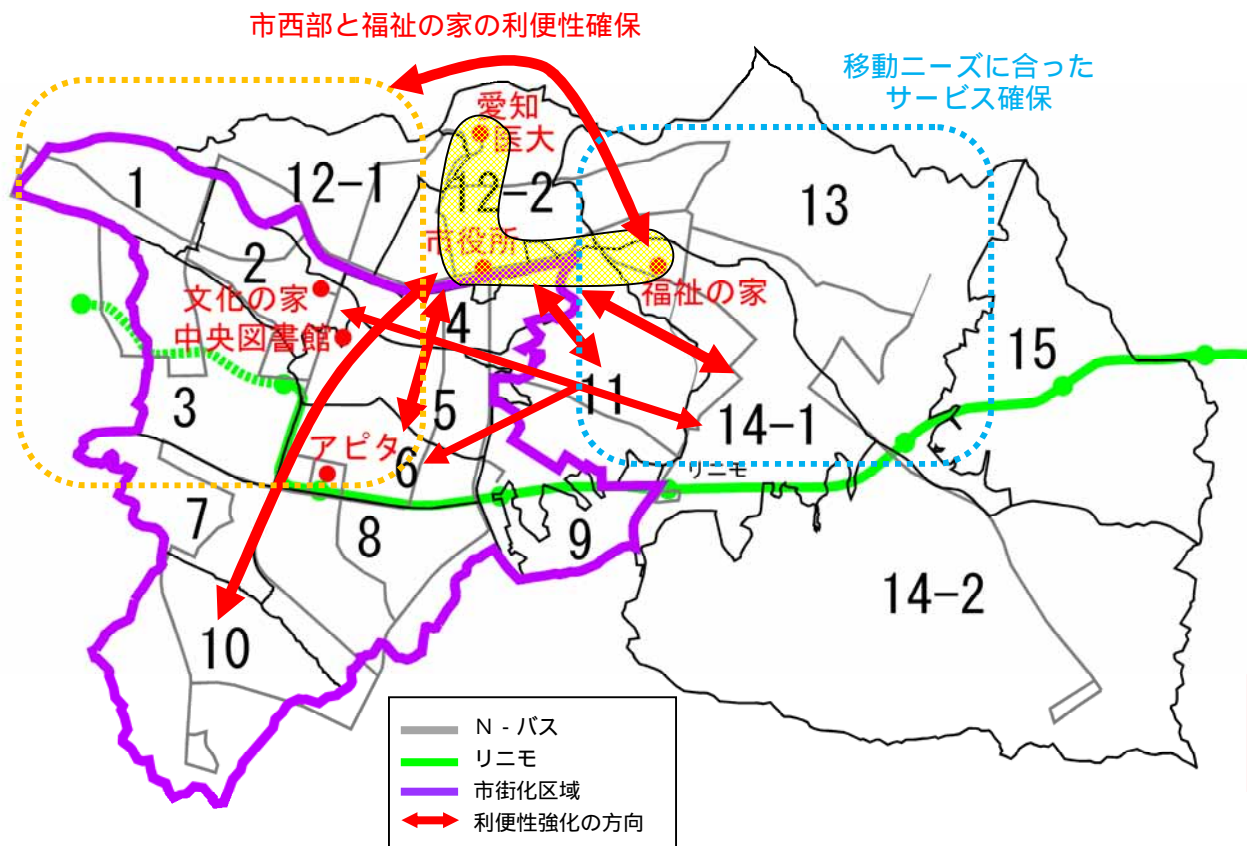 市西部と福祉の家の利便性確保
移動ニーズに合った
サービス確保
愛知
医大
1
12-1
12-2
13
2
市役所
福祉の家
文化の家
中央図書館
4
15
3
5
11
14-1
アピタ
6
リニモ
7
8
9
14-2
10
N - バス
リニモ
市街化区域
利便性強化の方向